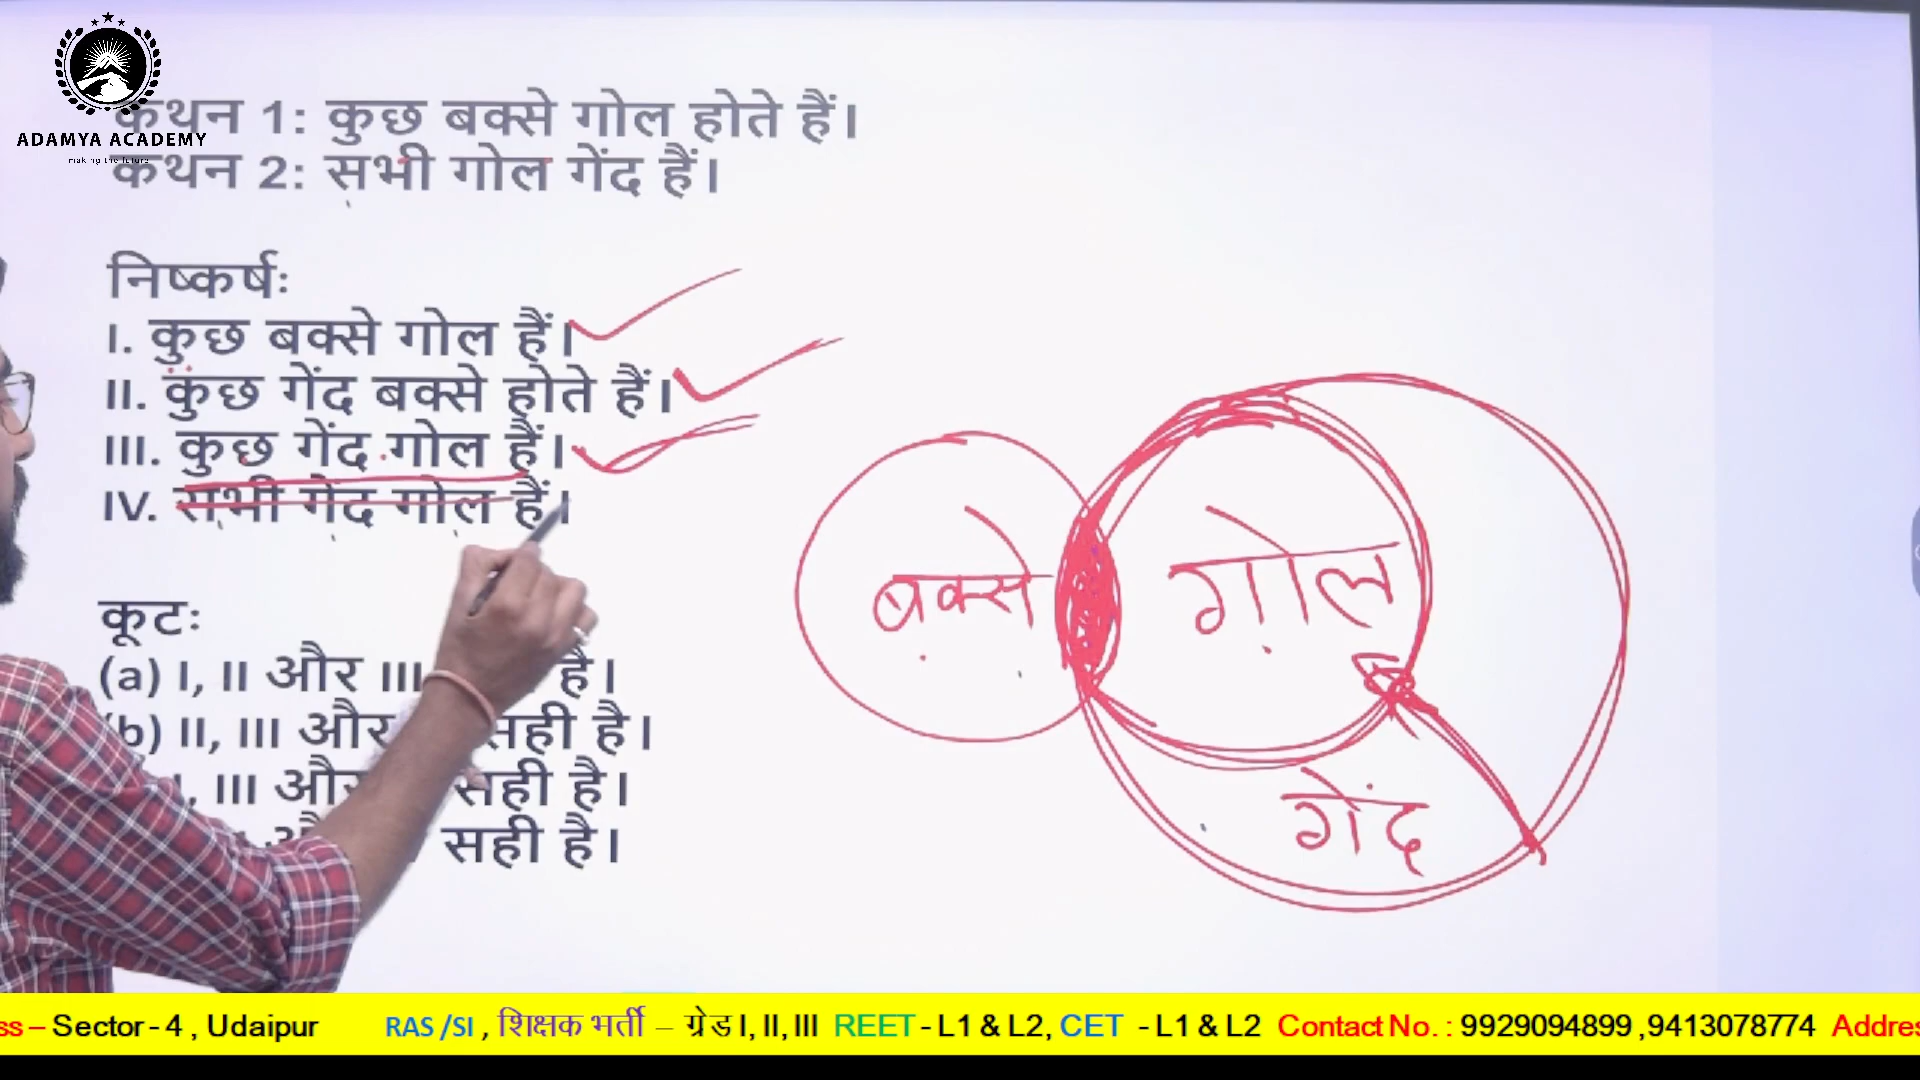 ADAMYA ACADEMY
कथन 1: कुछ बक्से गोल होते हैं।
कथन 2: सभी गोल गेंद हैं।
निष्कर्षः
I. कुछ बक्से गोल हैं।
II. कुछ गेंद बक्से होते हैं।
III. कुछ गेंद गोल हैं।
IV. सभी गेंद गोल हैं।
बक्से
गोल
गेंद
कूटः
(a) I, II और III है।
(b) II, III और सही है।
, III और सही है।
सही है।
ss – Sector - 4 , Udaipur RAS /SI , शिक्षक भर्ती – ग्रेड I, II, III REET - L1 & L2, CET - L1 & L2 Contact No. : 9929094899 ,9413078774 Addres